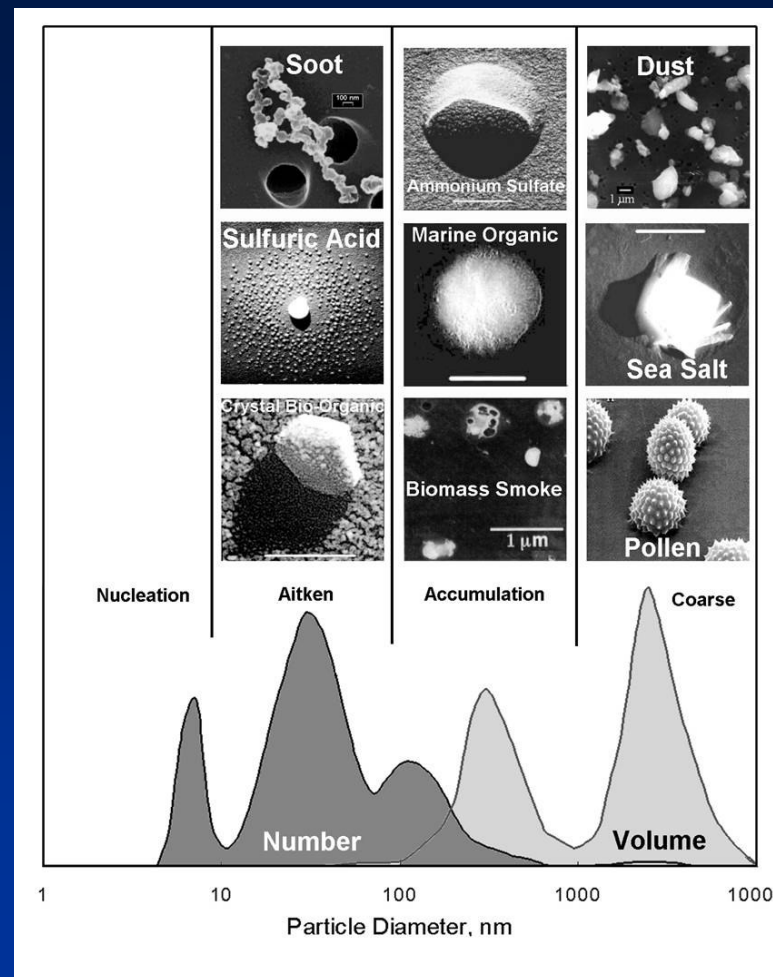 Soot
100 nm
Ammonium Sulfate
Dust
1 µm
Sulfuric Acid
Marine Organic
Sea Salt
Crystal Bio-Organic
Biomass Smoke
1 µm
Pollen
Nucleation
Aitken
Accumulation
Coarse
Number
Volume
1
10
100
1000
1000
Particle Diameter, nm